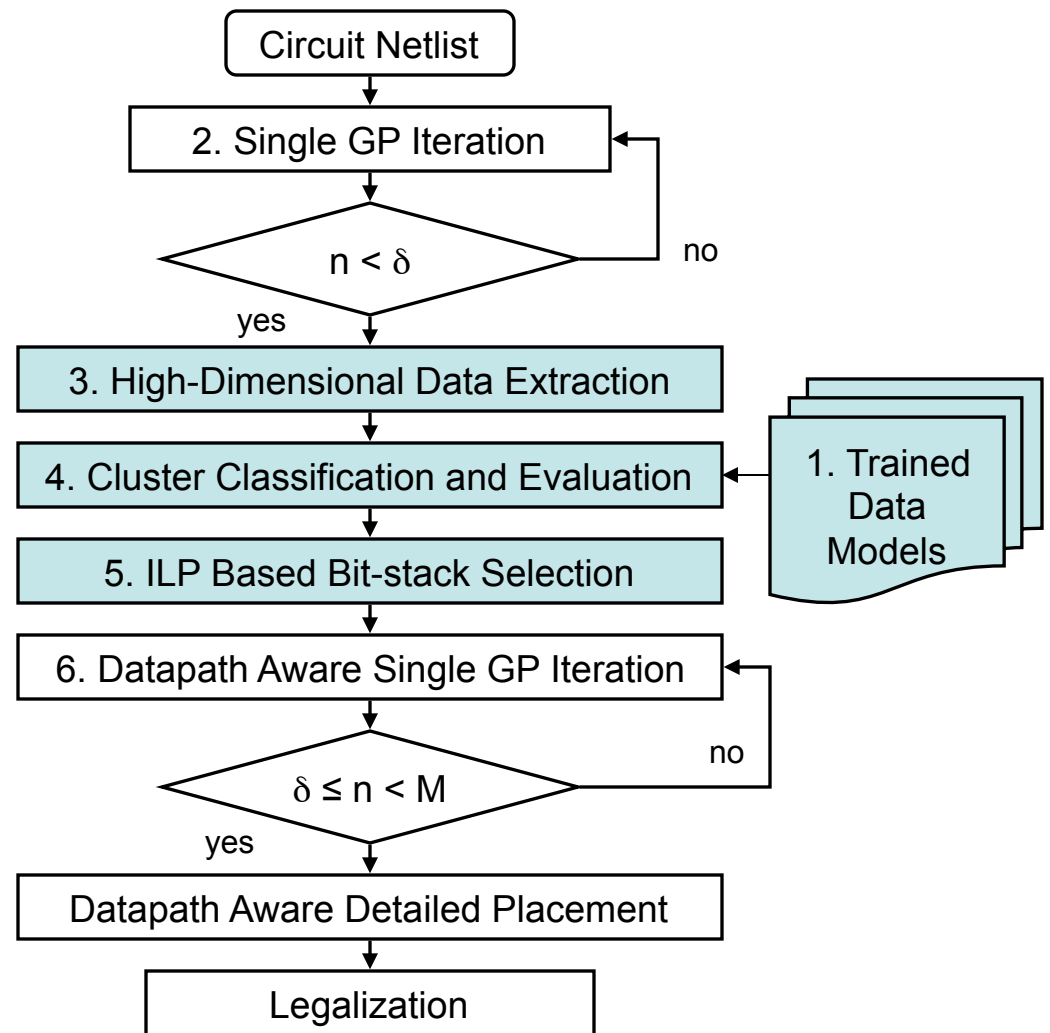 Circuit Netlist
2. Single GP Iteration
n < δ
no
yes
3. High-Dimensional Data Extraction
4. Cluster Classification and Evaluation
1. Trained
Data
Models
5. ILP Based Bit-stack Selection
6. Datapath Aware Single GP Iteration
no
δ ≤ n < M
yes
Datapath Aware Detailed Placement
Legalization